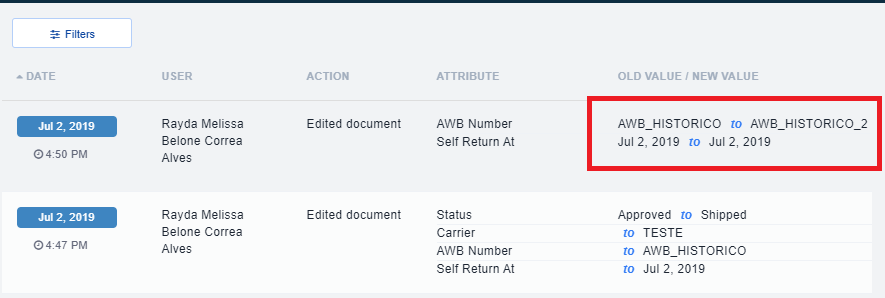 Filters
DATE USER ACTION ATTRIBUTE OLD VALUE / NEW VALUE
Jul 2, 2019 Rayda Melissa Edited document AWB Number AWB_HISTORICO to AWB_HISTORICO_2
Belone Correa Self Return At Jul 2, 2019 to Jul 2, 2019
4:50 PM Alves
Jul 2, 2019 Rayda Melissa Edited document Status Approved to Shipped
Belone Correa Carrier to TESTE
4:47 PM Alves AWB Number to AWB_HISTORICO
Self Return At to Jul 2, 2019